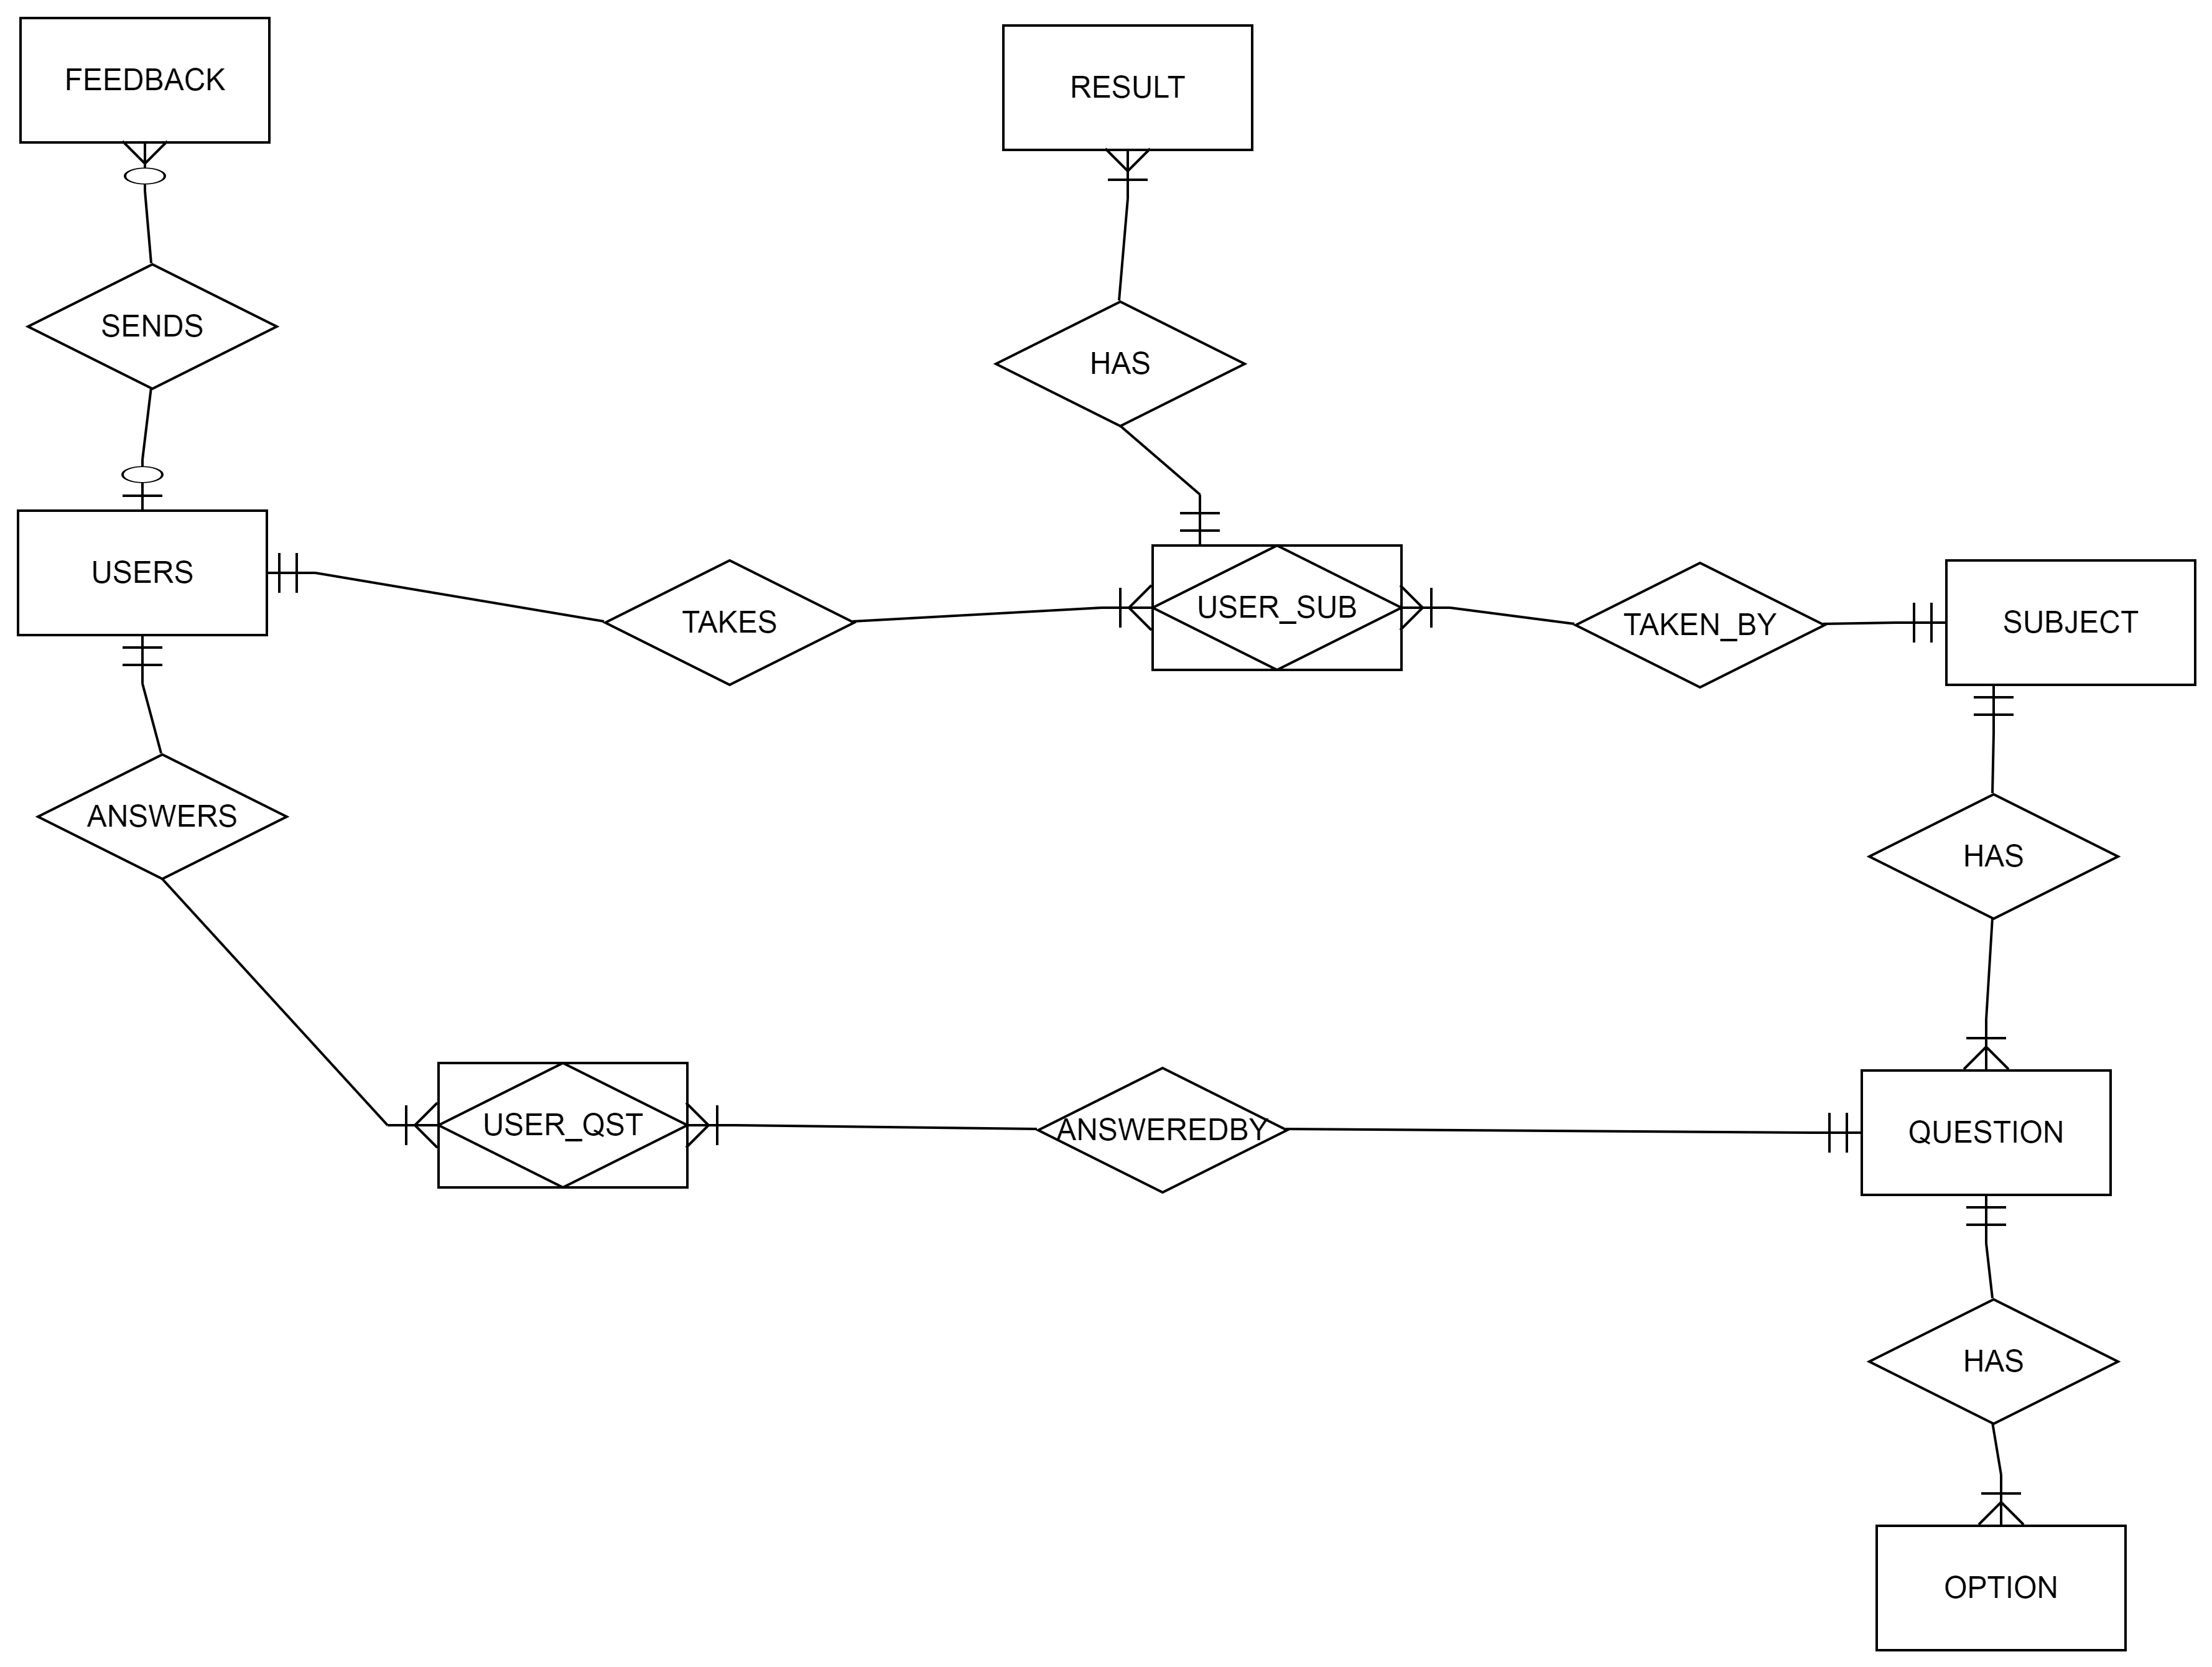 FEEDBACK
RESULT
SENDS
HAS
USERS
TAKES
USER_SUB
TAKEN_BY
SUBJECT
ANSWERS
HAS
USER_QST
ANSWEREDBY
QUESTION
HAS
OPTION